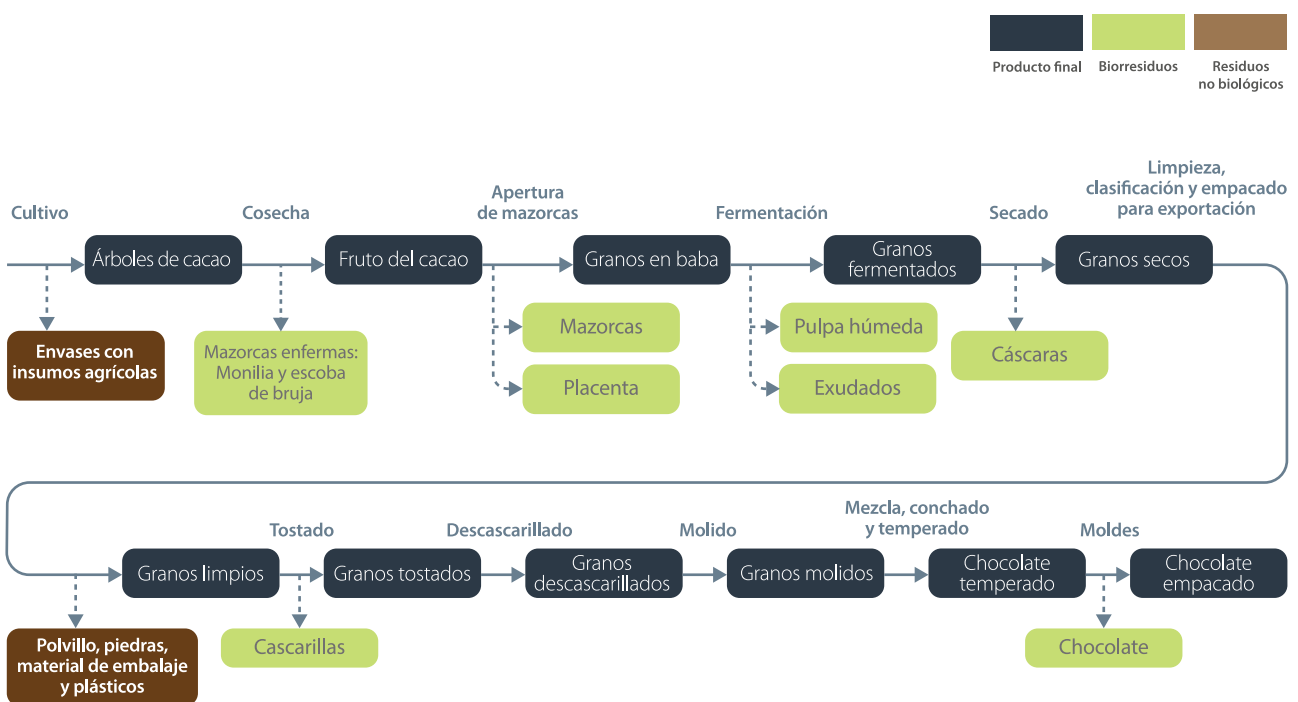 Producto final
Biorresiduos
Residuos
no biológicos
Cultivo
Cosecha
Apertura
de mazorcas
Fermentación
Secado
Limpieza,
clasificación y empacado
para exportación
Árboles de cacao
Fruto del cacao
Granos en baba
Granos
fermentados
Granos secos
Envases con
insumos agrícolas
Mazorcas enfermas:
Monilia y escoba
de bruja
Mazorcas
Placenta
Pulpa húmeda
Exudados
Cáscaras
Tostado
Descascarillado
Molido
Mezcla, conchado
y temperado
Moldes
Granos limpios
Granos tostados
Granos
descascarillados
Granos molidos
Chocolate
temperado
Chocolate
empacado
Polvillo, piedras,
material de embalaje
y plásticos
Cascarillas
Chocolate